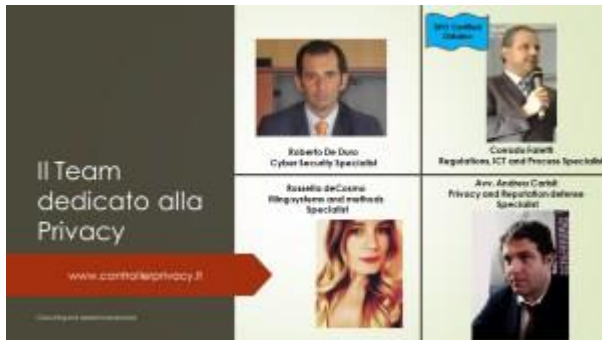 Il Team
dedicato alla
Privacy
www.controllerprivacy.it
Roberto De Duro
Cyber Security Specialist
Corrado Faletti
Regulations, ICT and Process Specialist
Rossella deCosmo
filing systems and methods
Specialist
Avv. Andrea
Privacy and Reputation defense
Specialist